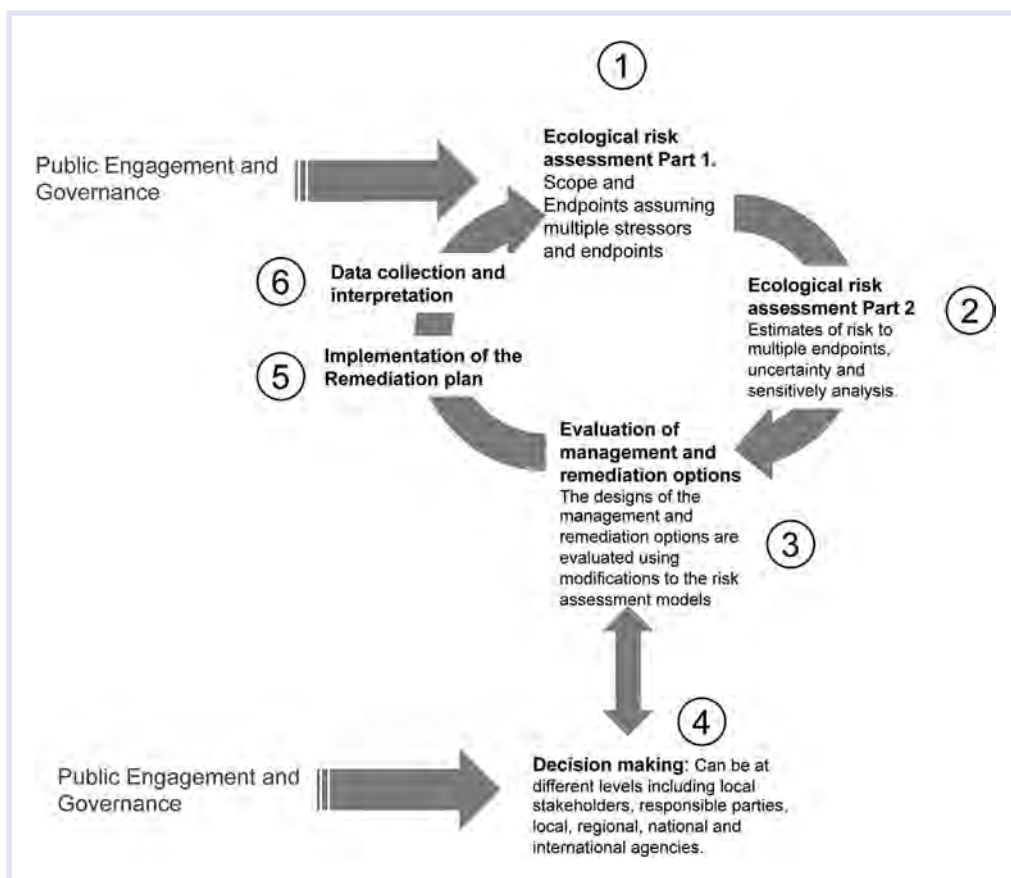 1
Public Engagement and
Governance
Ecological risk
assessment Part 1.
Scope and
Endpoints assuming
multiple stressors
and endpoints
2
Ecological risk
assessment Part 2
Estimates of risk to
multiple endpoints,
uncertainty and
sensitively analysis.
3
Evaluation of
management and
remediation options
The designs of the
management and
remediation options are
evaluated using
modifications to the risk
assessment models
4
Public Engagement and
Governance
Decision making: Can be at
different levels including local
stakeholders, responsible parties,
local, regional, national and
international agencies.
5
Implementation of the
Remediation plan
6
Data collection and
interpretation